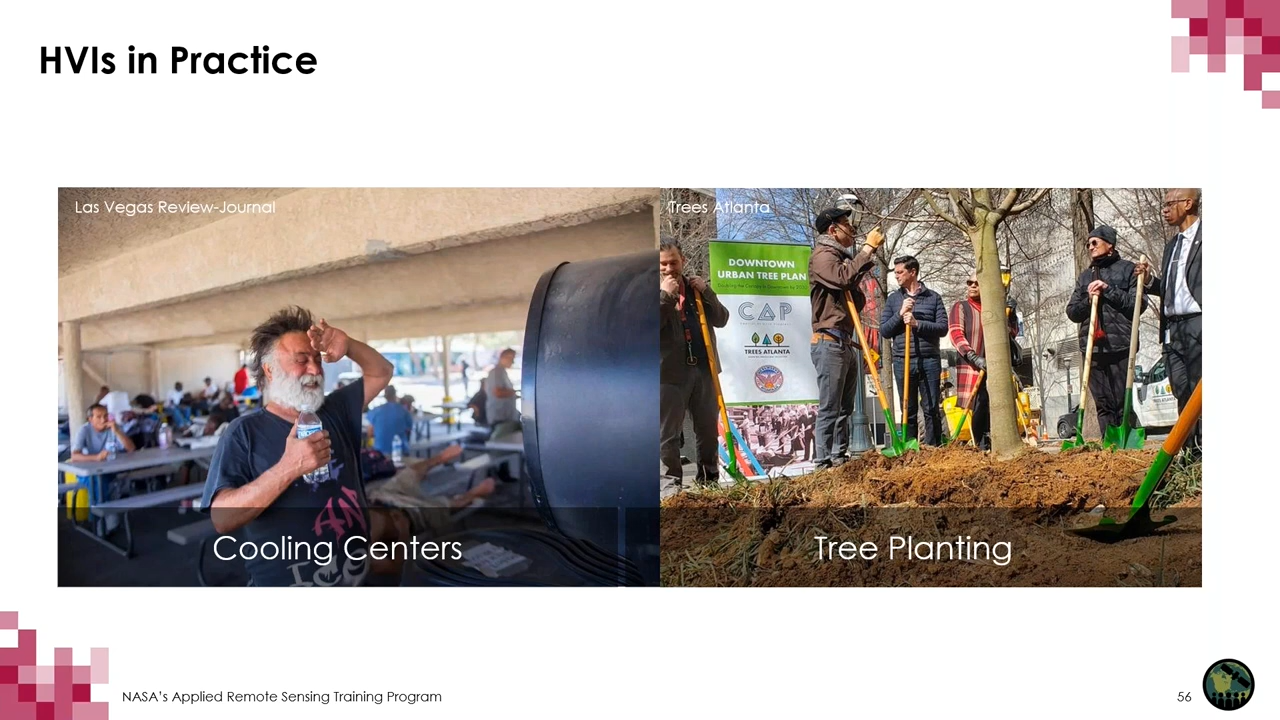 HVIs in Practice
Las Vegas Review-Journal
Trees Atlanta
DOWNTOWN
URBAN TREE PLAN
CAP
TREES ATLANTA
Cooling Centers
Tree Planting
NASA's Applied Remote Sensing Training Program
56